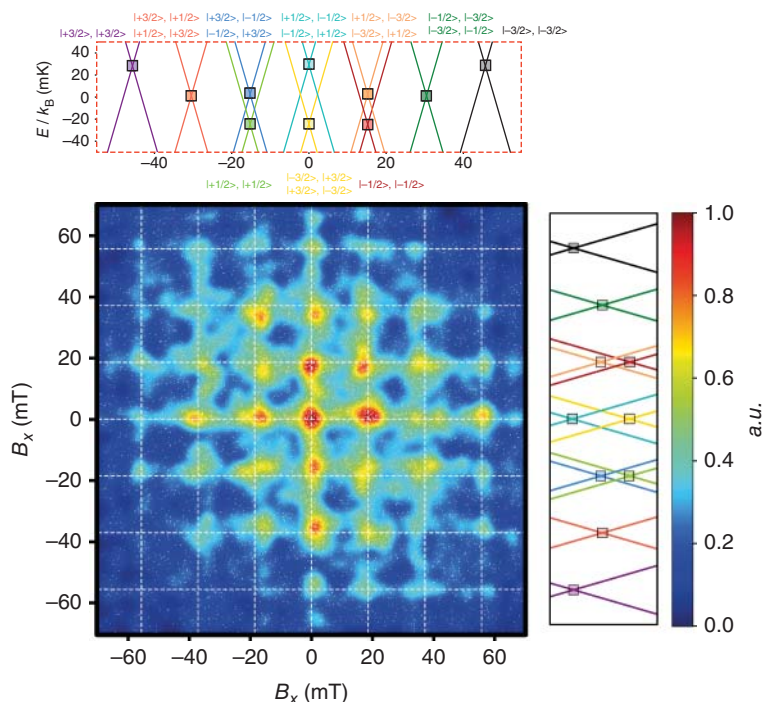 |+3/2>, |+1/2> |+3/2>, |−1/2> |+1/2>, |−1/2> |+1/2>, |−3/2> |−1/2>, |−3/2>
|+3/2>, |+3/2> |+1/2>, |+3/2> |−1/2>, |+3/2> |−1/2>, |+1/2> |−3/2>, |+1/2> |−3/2>, |−1/2> |−3/2>, |−3/2>
E / kB (mK)
40
20
0
−20
−40
−40 −20 0 20 40
|+1/2>, |+1/2> |−3/2>, |+3/2> |−1/2>, |−1/2>
|+3/2>, |−3/2>
Bx (mT)
60
40
20
0
−20
−40
−60
−60 −40 −20 0 20 40 60
Bx (mT)
1.0
0.8
0.6
0.4
0.2
0.0
a.u.